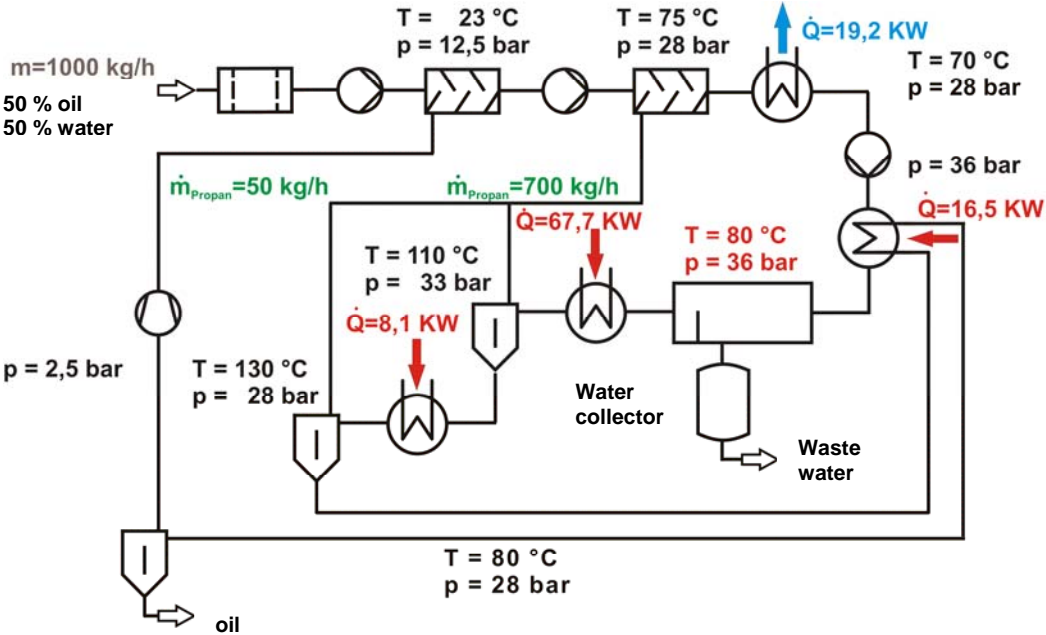 T = 23 °C
p = 12,5 bar
T = 75 °C
p = 28 bar
Q̇=19,2 KW
T = 70 °C
p = 28 bar
m=1000 kg/h
50 % oil
50 % water
p = 36 bar
ṁPropan=50 kg/h
ṁPropan=700 kg/h
Q̇=67,7 KW
Q̇=16,5 KW
T = 80 °C
p = 36 bar
T = 110 °C
p = 33 bar
Q̇=8,1 KW
p = 2,5 bar
T = 130 °C
p = 28 bar
Water
collector
Waste
water
T = 80 °C
p = 28 bar
oil